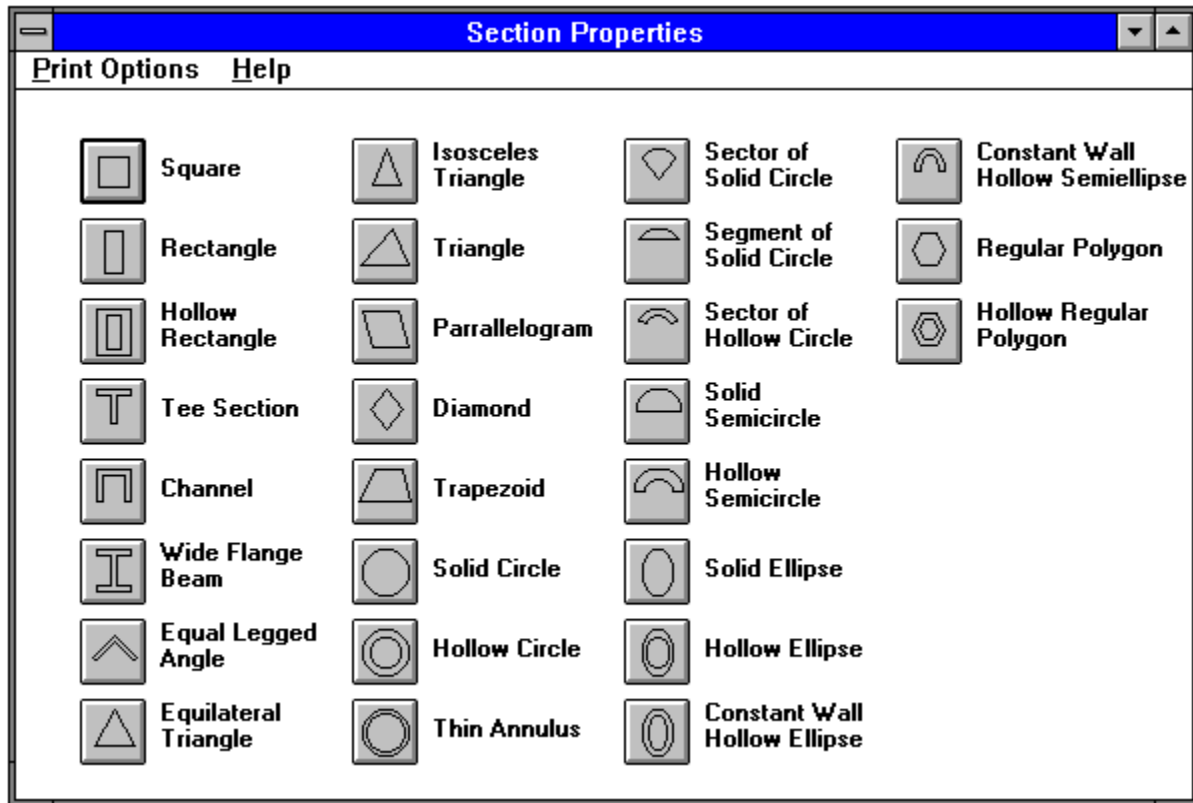 Section Properties
Print Options Help
Square
Rectangle
Hollow
Rectangle
Tee Section
Channel
Wide Flange
Beam
Equal Legged
Angle
Equilateral
Triangle
Isosceles
Triangle
Triangle
Parrallelogram
Diamond
Trapezoid
Solid Circle
Hollow Circle
Thin Annulus
Sector of
Solid Circle
Segment of
Solid Circle
Sector of
Hollow Circle
Solid
Semicircle
Hollow
Semicircle
Solid Ellipse
Hollow Ellipse
Constant Wall
Hollow Ellipse
Constant Wall
Hollow Semiellipse
Regular Polygon
Hollow Regular
Polygon